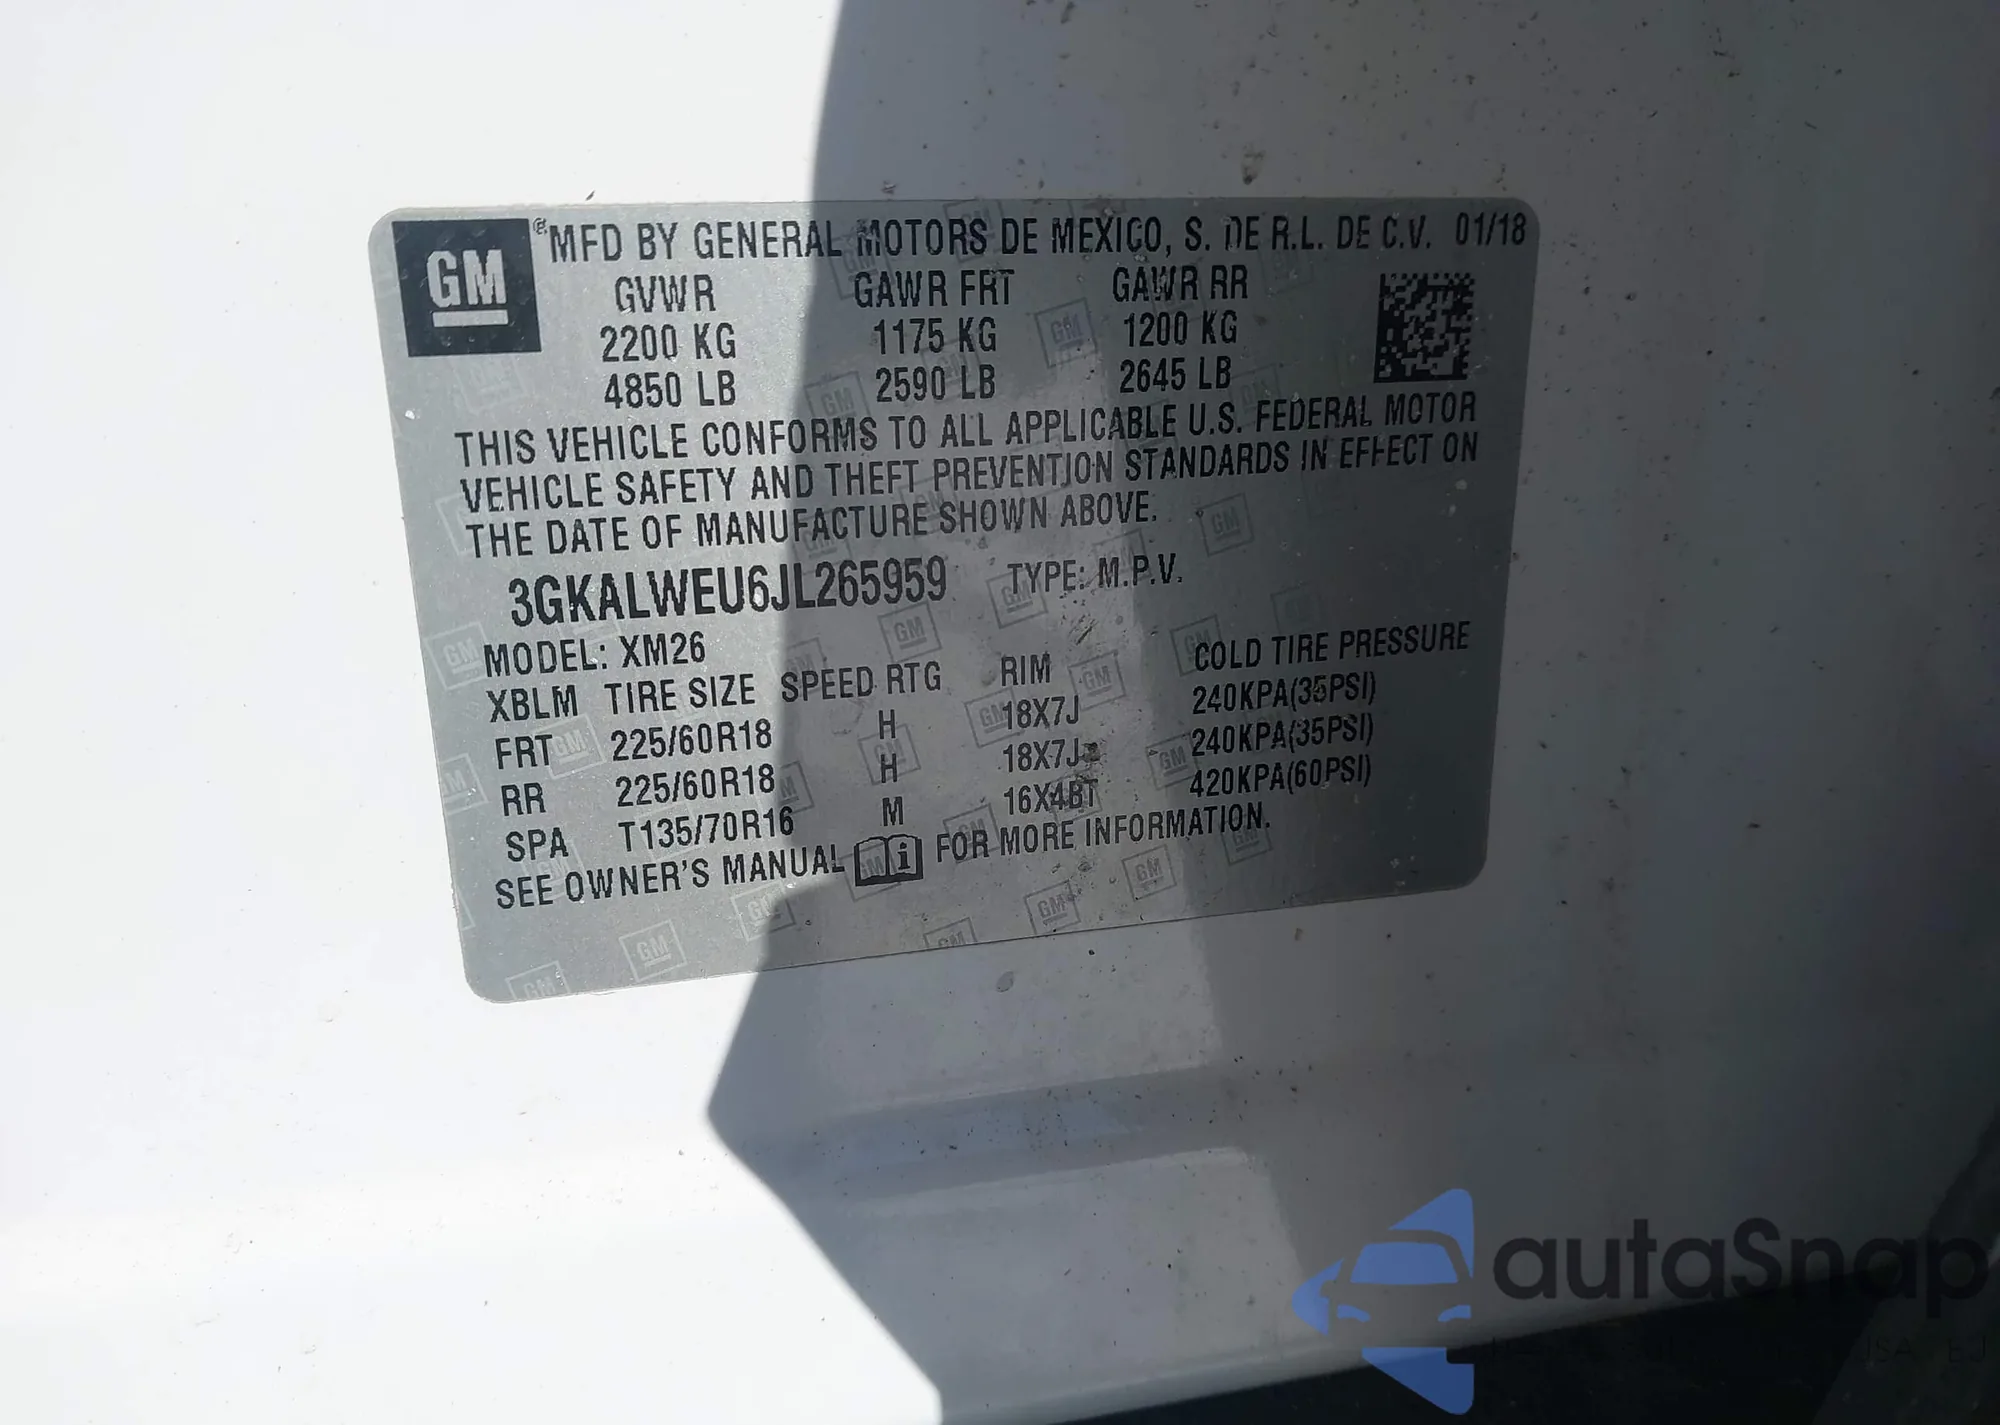 GM
®MFD BY GENERAL MOTORS DE MEXICO, S. DE R.L. DE C.V. 01/18
GVWR GAWR FRT GAWR RR
2200 KG 1175 KG 1200 KG
4850 LB 2590 LB 2645 LB
THIS VEHICLE CONFORMS TO ALL APPLICABLE U.S. FEDERAL MOTOR
VEHICLE SAFETY AND THEFT PREVENTION STANDARDS IN EFFECT ON
THE DATE OF MANUFACTURE SHOWN ABOVE.
3GKALWEU6JL265959 TYPE: M.P.V.
MODEL: XM26
XBLM TIRE SIZE SPEED RTG RIM COLD TIRE PRESSURE
FRT 225/60R18 H 18X7J 240KPA(35PSI)
RR 225/60R18 H 18X7J 240KPA(35PSI)
SPA T135/70R16 M 16X4BT 420KPA(60PSI)
SEE OWNER'S MANUAL i FOR MORE INFORMATION.
autaSnap